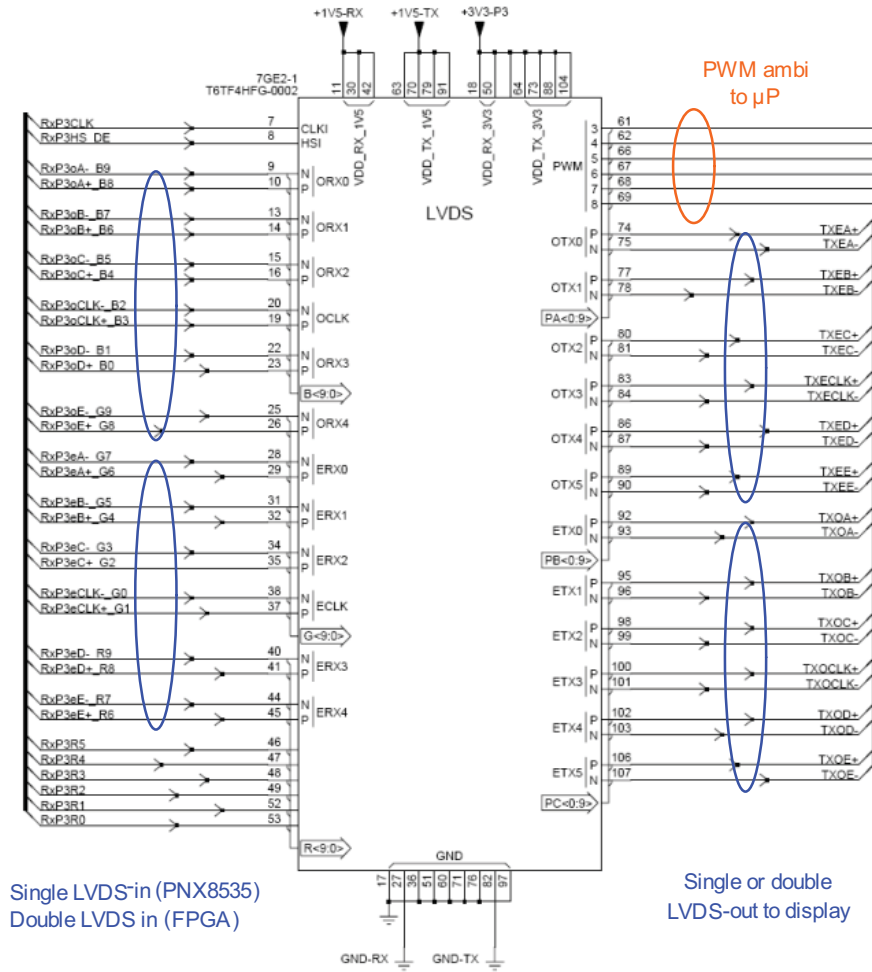 +1V5-RX +1V5-TX +3V3-P3
7GE2-1
T6TF4HFG-0002
11 30 42 63 70 79 91 18 50 64 73 88 104
VDD_RX_1V5 VDD_TX_1V5 VDD_RX_3V3 VDD_TX_3V3
PWM ambi
to µP
LVDS
RxP3CLK 7 CLKI
RxP3HS_DE 8 HSI
RxP3oA-_B9 9 N
RxP3oA+_B8 10 P ORX0
RxP3oB-_B7 13 N
RxP3oB+_B6 14 P ORX1
RxP3oC-_B5 15 N
RxP3oC+_B4 16 P ORX2
RxP3oCLK-_B2 20 N
RxP3oCLK+_B3 19 P OCLK
RxP3oD-_B1 22 N
RxP3oD+_B0 23 P ORX3
B<9:0>
RxP3oE-_G9 25 N
RxP3oE+_G8 26 P ORX4
RxP3eA-_G7 28 N
RxP3eA+_G6 29 P ERX0
RxP3eB-_G5 31 N
RxP3eB+_G4 32 P ERX1
RxP3eC-_G3 34 N
RxP3eC+_G2 35 P ERX2
RxP3eCLK-_G0 38 N
RxP3eCLK+_G1 37 P ECLK
G<9:0>
RxP3eD-_R9 40 N
RxP3eD+_R8 41 P ERX3
RxP3eE-_R7 44 N
RxP3eE+_R6 45 P ERX4
RxP3R5 46
RxP3R4 47
RxP3R3 48
RxP3R2 49
RxP3R1 52
RxP3R0 53
R<9:0>
PWM
3 61
4 62
5 66
6 67
7 68
8 69
OTX0 P 74 TXEA+
N 75 TXEA-
OTX1 P 77 TXEB+
N 78 TXEB-
PA<0:9>
OTX2 P 80 TXEC+
N 81 TXEC-
OTX3 P 83 TXECLK+
N 84 TXECLK-
OTX4 P 86 TXED+
N 87 TXED-
OTX5 P 89 TXEE+
N 90 TXEE-
ETX0 P 92 TXOA+
N 93 TXOA-
PB<0:9>
ETX1 P 95 TXOB+
N 96 TXOB-
ETX2 P 98 TXOC+
N 99 TXOC-
ETX3 P 100 TXOCLK+
N 101 TXOCLK-
ETX4 P 102 TXOD+
N 103 TXOD-
ETX5 P 106 TXOE+
N 107 TXOE-
PC<0:9>
GND
17 27 36 51 60 71 76 82 97
GND-RX GND-TX
Single LVDS-in (PNX8535)
Double LVDS in (FPGA)
Single or double
LVDS-out to display